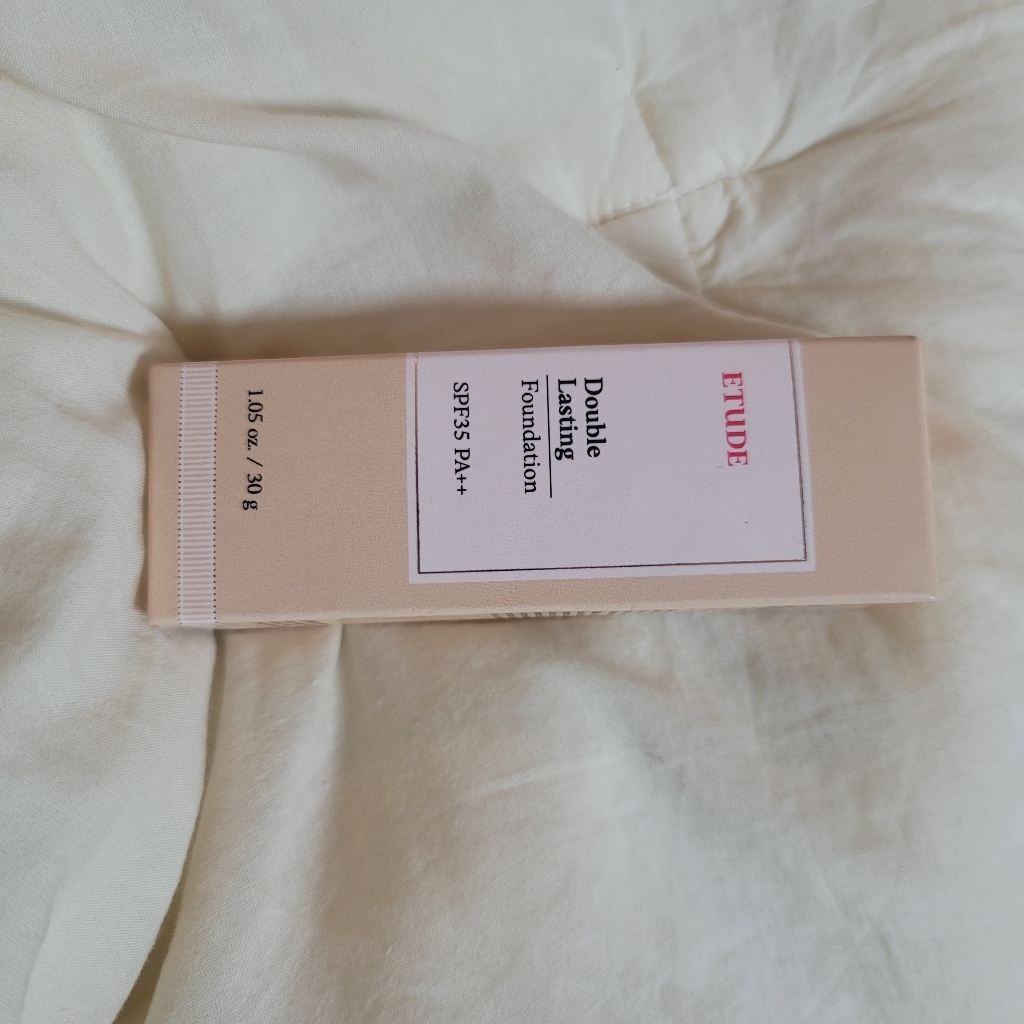 ETUDE
Double
Lasting
Foundation
SPF35 PA++
1.05 oz. / 30 g